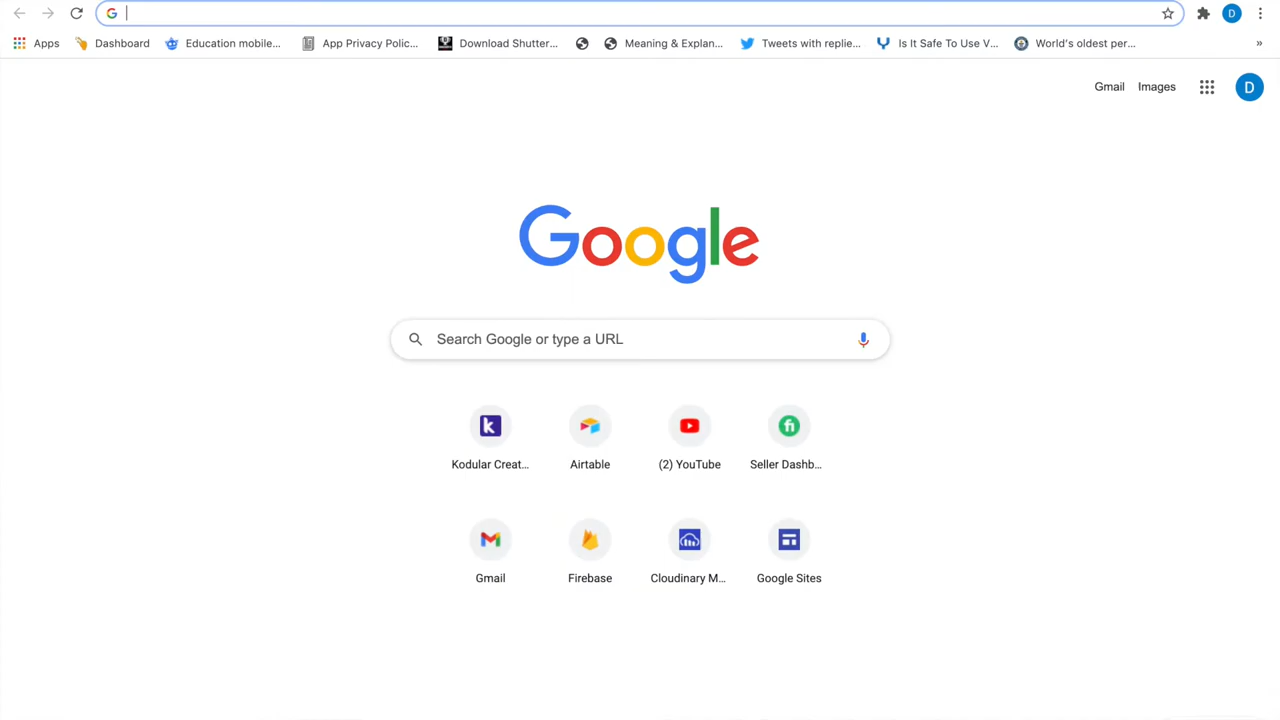 D
Apps Dashboard Education mobile... App Privacy Polic... Download Shutter... Meaning & Explan... Tweets with replie... Is It Safe To Use V... World's oldest per... »
Gmail Images D
Google
Search Google or type a URL
Kodular Creat... Airtable (2) YouTube Seller Dashb...
Gmail Firebase Cloudinary M... Google Sites